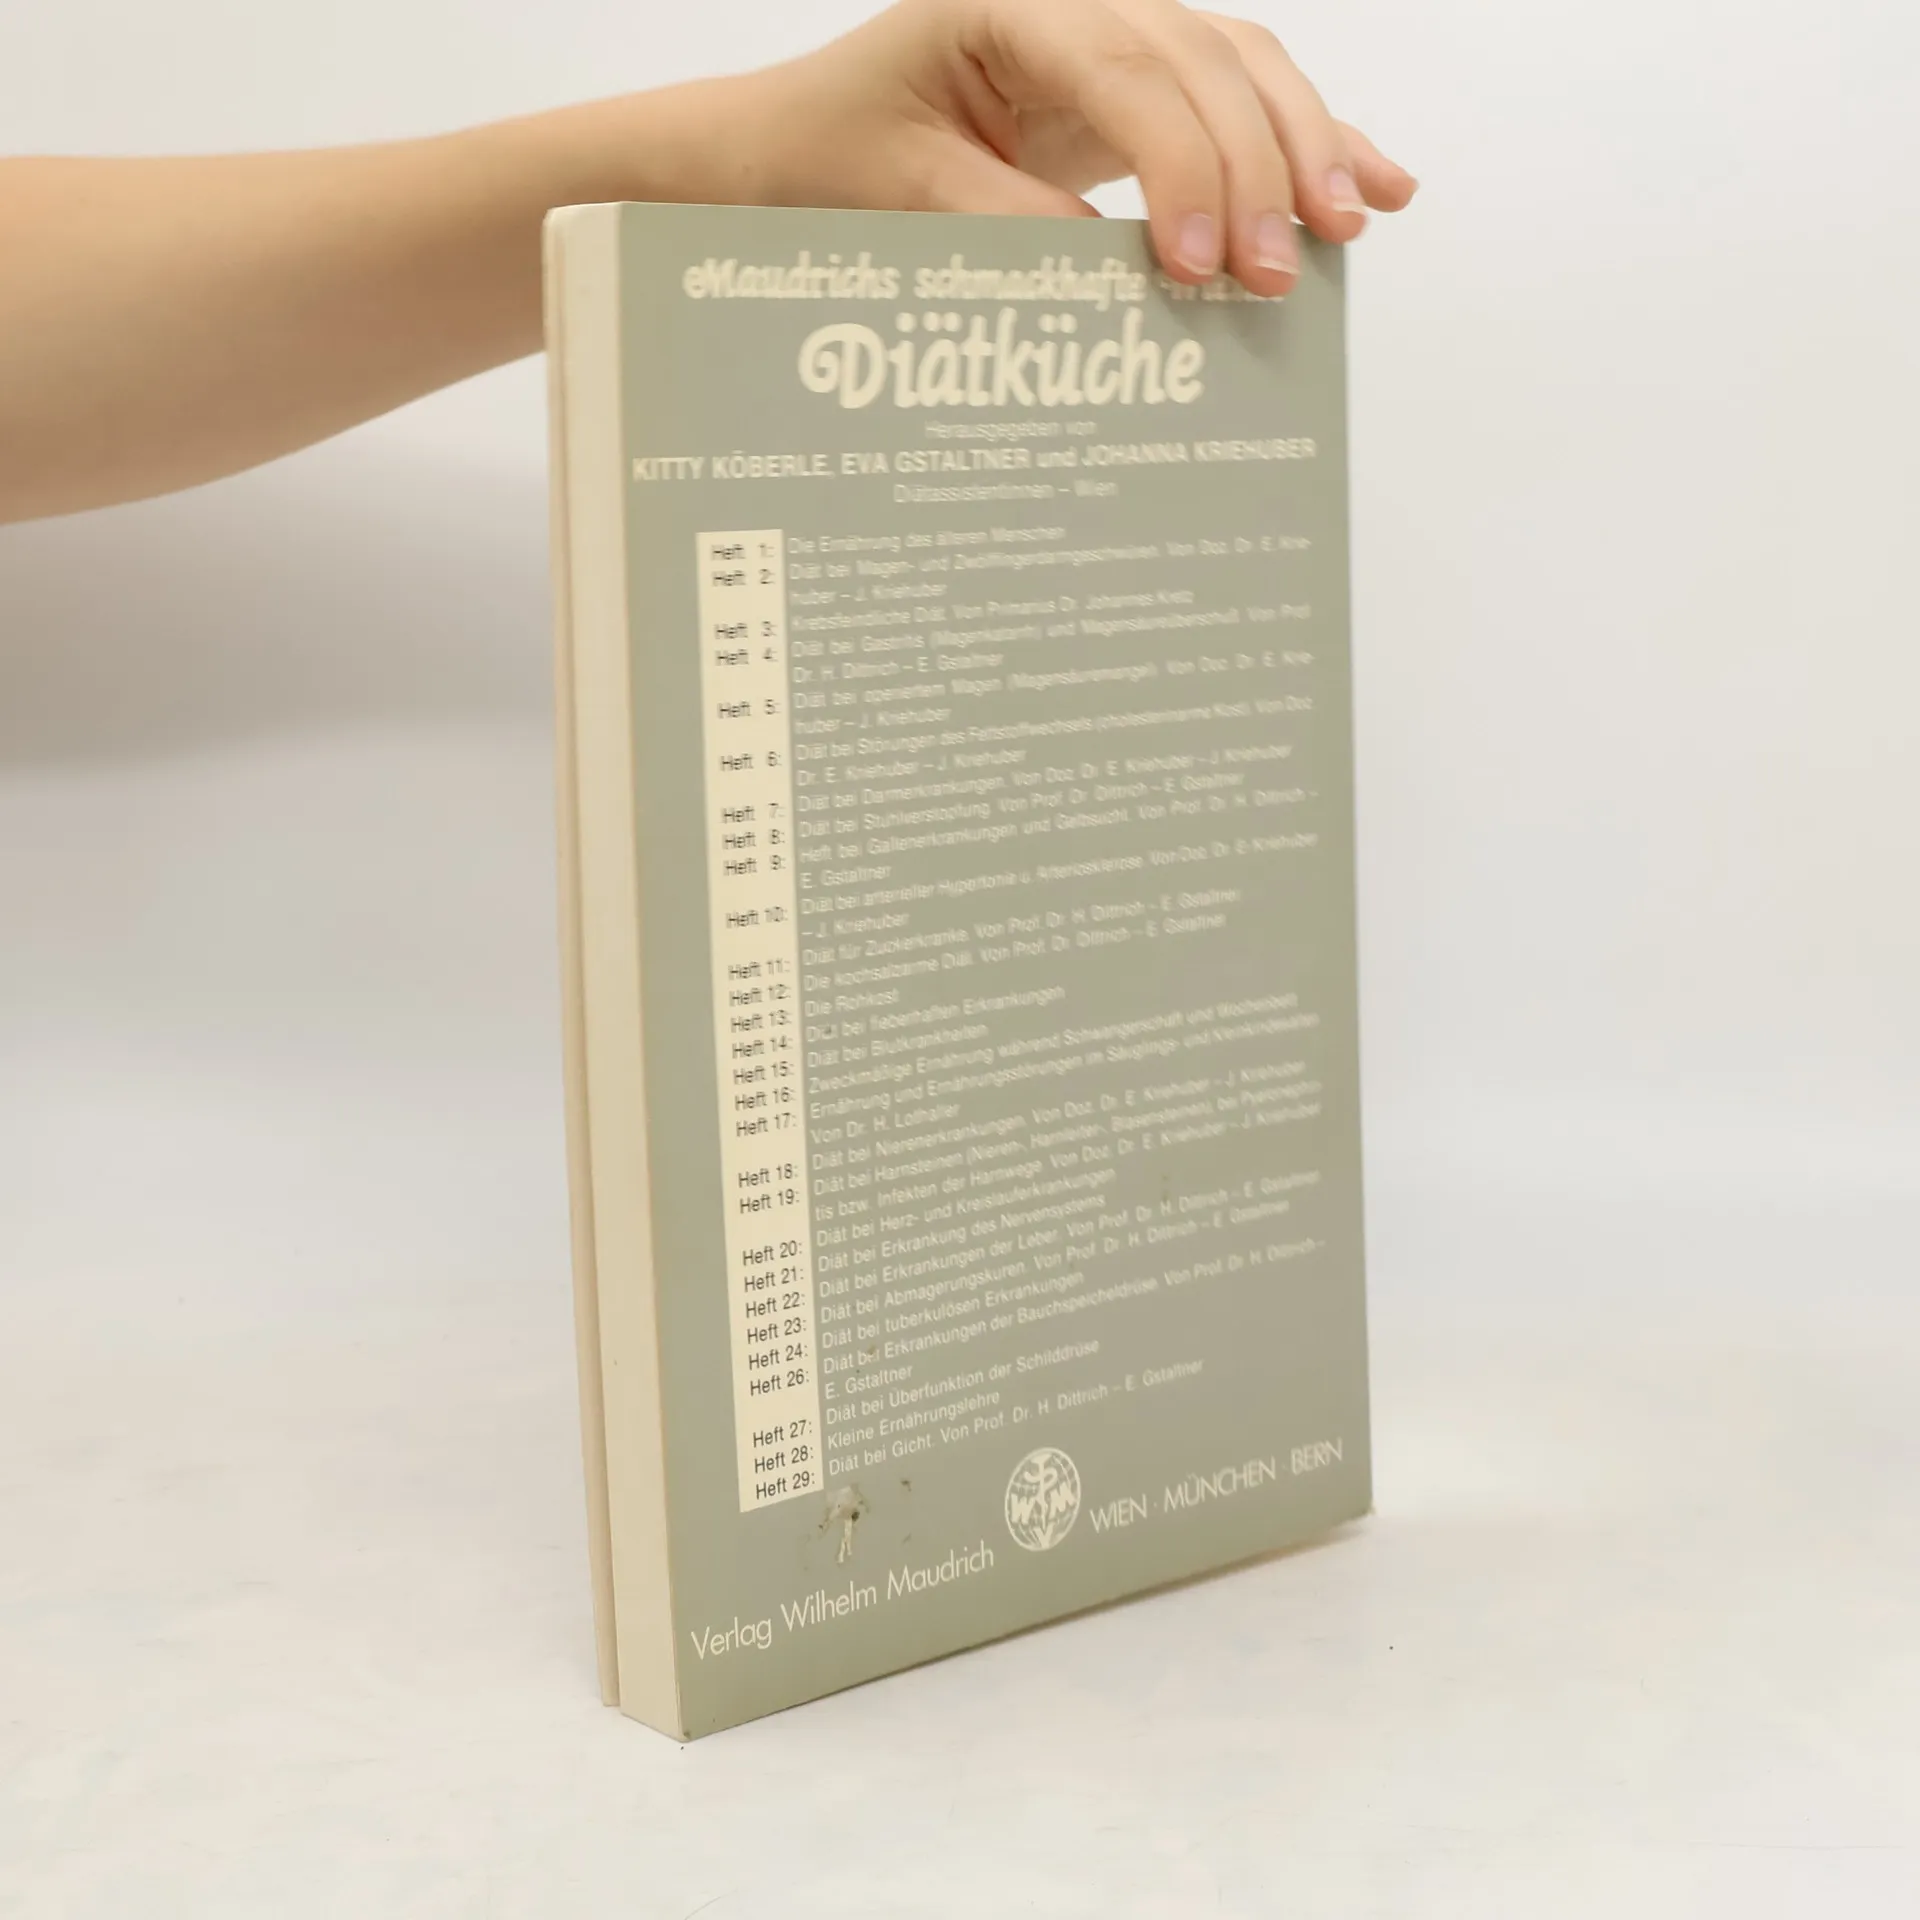 Maudrichs schmackhafte
Diätküche
Herausgegeben von
KITTY KÖBERLE, EVA GSTALTNER und JOHANNA KRIEHUBER
Diätassistentinnen – Wien
Heft 1: Die Ernährung des älteren Menschen
Heft 2: Diät bei Magen- und Zwölffingerdarmgeschwüren. Von Doz. Dr. E. Krie-
huber – J. Kriehuber
Heft 3: Krebsfeindliche Diät. Von Primarius Dr. Johannes Kretz
Heft 4: Diät bei Gastritis (Magenkatarrh) und Magensäureüberschuß. Von Prof.
Dr. H. Dittrich – E. Gstaltner
Heft 5: Diät bei operiertem Magen (Magensäuremangel). Von Doz. Dr. E. Krie-
huber – J. Kriehuber
Heft 6: Diät bei Störungen des Fettstoffwechsels (cholesterinarme Kost). Von Doz.
Dr. E. Kriehuber – J. Kriehuber
Heft 7: Diät bei Darmerkrankungen. Von Doz. Dr. E. Kriehuber – J. Kriehuber
Heft 8: Diät bei Stuhlverstopfung. Von Prof. Dr. Dittrich – E. Gstaltner
Heft 9: Heft bei Gallenerkrankungen und Gelbsucht. Von Prof. Dr. H. Dittrich –
E. Gstaltner
Heft 10: Diät bei arterieller Hypertonie u. Arteriosklerose. Von Doz. Dr. E. Kriehuber
– J. Kriehuber
Heft 11: Diät für Zuckerkranke. Von Prof. Dr. H. Dittrich – E. Gstaltner
Heft 12: Die kochsalzarme Diät. Von Prof. Dr. Dittrich – E. Gstaltner
Heft 13: Die Rohkost
Heft 14: Diät bei fieberhaften Erkrankungen
Heft 15: Diät bei Blutkrankheiten
Heft 16: Zweckmäßige Ernährung während Schwangerschaft und Wochenbett
Heft 17: Ernährung und Ernährungsstörungen im Säuglings- und Kleinkindesalter.
Von Dr. H. Lothaller
Heft 18: Diät bei Nierenerkrankungen. Von Doz. Dr. E. Kriehuber – J. Kriehuber
Heft 19: Diät bei Harnsteinen (Nieren-, Harnleiter-, Blasensteinen), bis Pyelonephri-
tis bzw. Infekten der Harnwege. Von Doz. Dr. E. Kriehuber – J. Kriehuber
Heft 20: Diät bei Herz- und Kreislauferkrankungen
Heft 21: Diät bei Erkrankung des Nervensystems
Heft 22: Diät bei Erkrankungen der Leber. Von Prof. Dr. H. Dittrich – E. Gstaltner
Heft 23: Diät bei Abmagerungskuren. Von Prof. Dr. H. Dittrich – E. Gstaltner
Heft 24: Diät bei tuberkulösen Erkrankungen
Heft 26: Diät bei Erkrankungen der Bauchspeicheldrüse. Von Prof. Dr. H. Dittrich –
E. Gstaltner
Heft 27: Diät bei Überfunktion der Schilddrüse
Heft 28: Kleine Ernährungslehre
Heft 29: Diät bei Gicht. Von Prof. Dr. H. Dittrich – E. Gstaltner
Verlag Wilhelm Maudrich WMV WIEN · MÜNCHEN · BERN